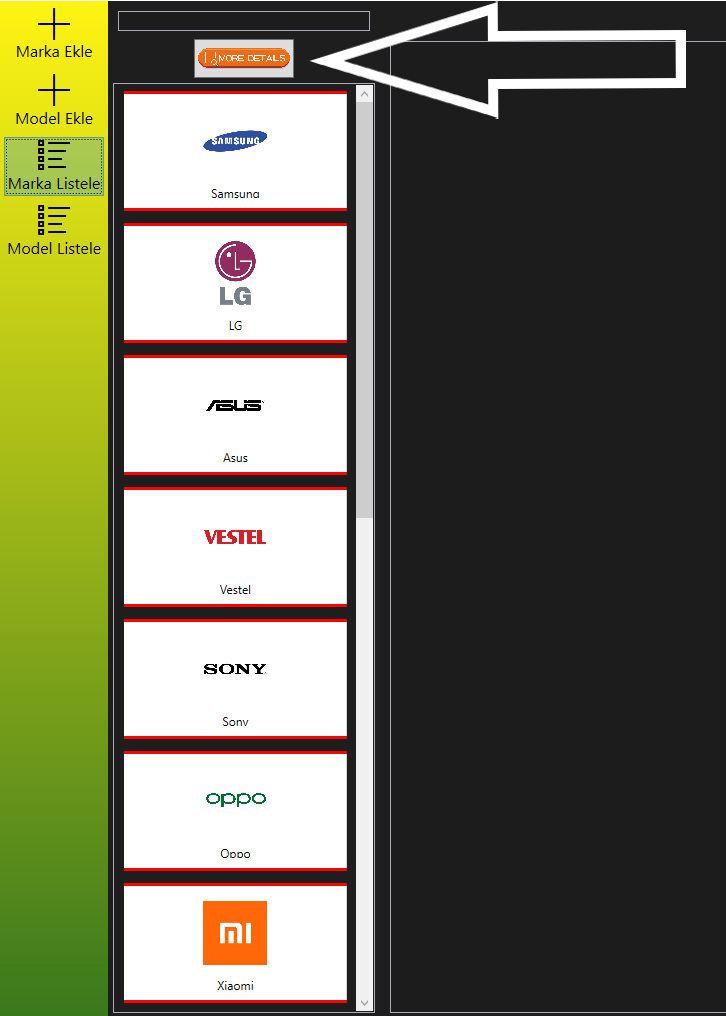 Marka Ekle
Model Ekle
Marka Listele
Model Listele
MORE DETAILS
SAMSUNG
Samsung
LG
LG
ASUS
Asus
VESTEL
Vestel
SONY
Sony
oppo
Oppo
mi
Xiaomi